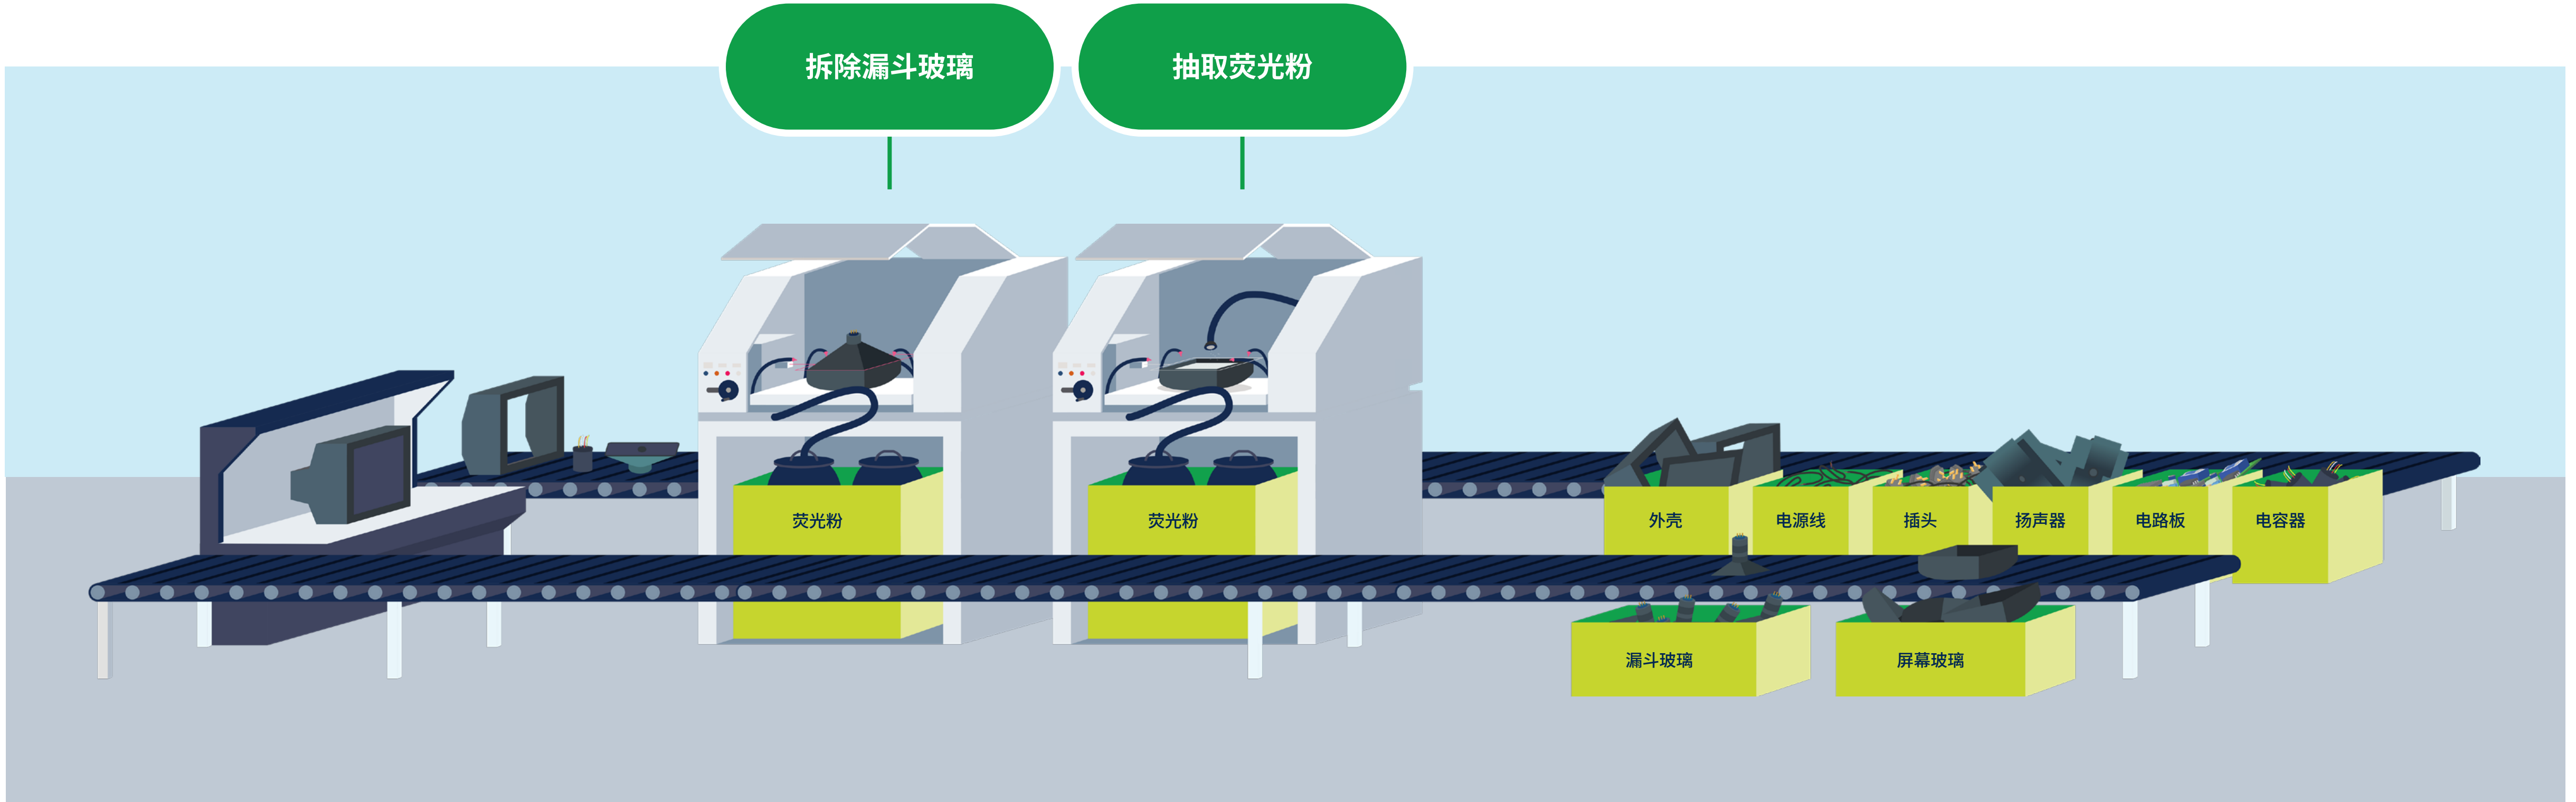 拆除漏斗玻璃
抽取荧光粉
荧光粉
荧光粉
外壳
电源线
插头
扬声器
电路板
电容器
漏斗玻璃
屏幕玻璃